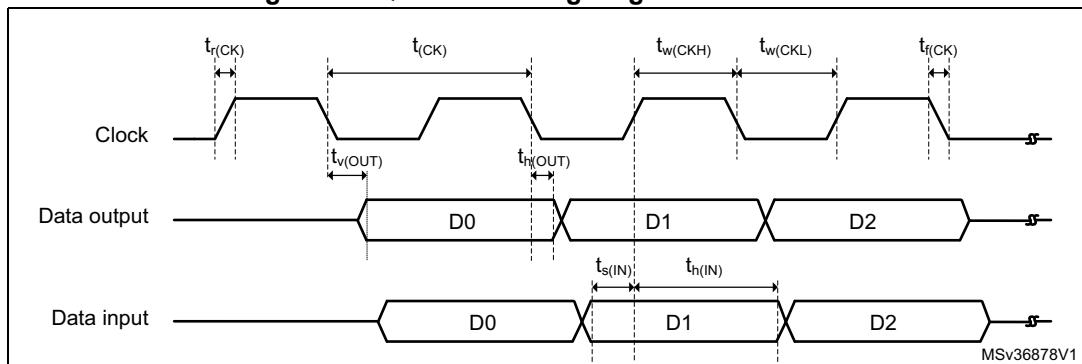 t_r(CK) t_(CK) t_w(CKH) t_w(CKL) t_f(CK)
Clock
t_v(OUT) t_h(OUT)
Data output D0 D1 D2
t_s(IN) t_h(IN)
Data input D0 D1 D2
MSv36878V1